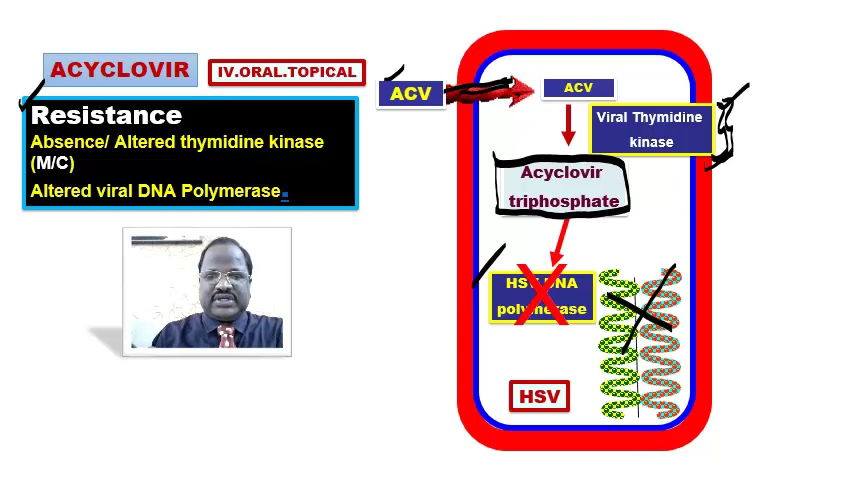 ACYCLOVIR
IV.ORAL.TOPICAL
Resistance
Absence/ Altered thymidine kinase
(M/C)
Altered viral DNA Polymerase.
ACV
ACV
Viral Thymidine
kinase
Acyclovir
triphosphate
HSV DNA
polymerase
HSV